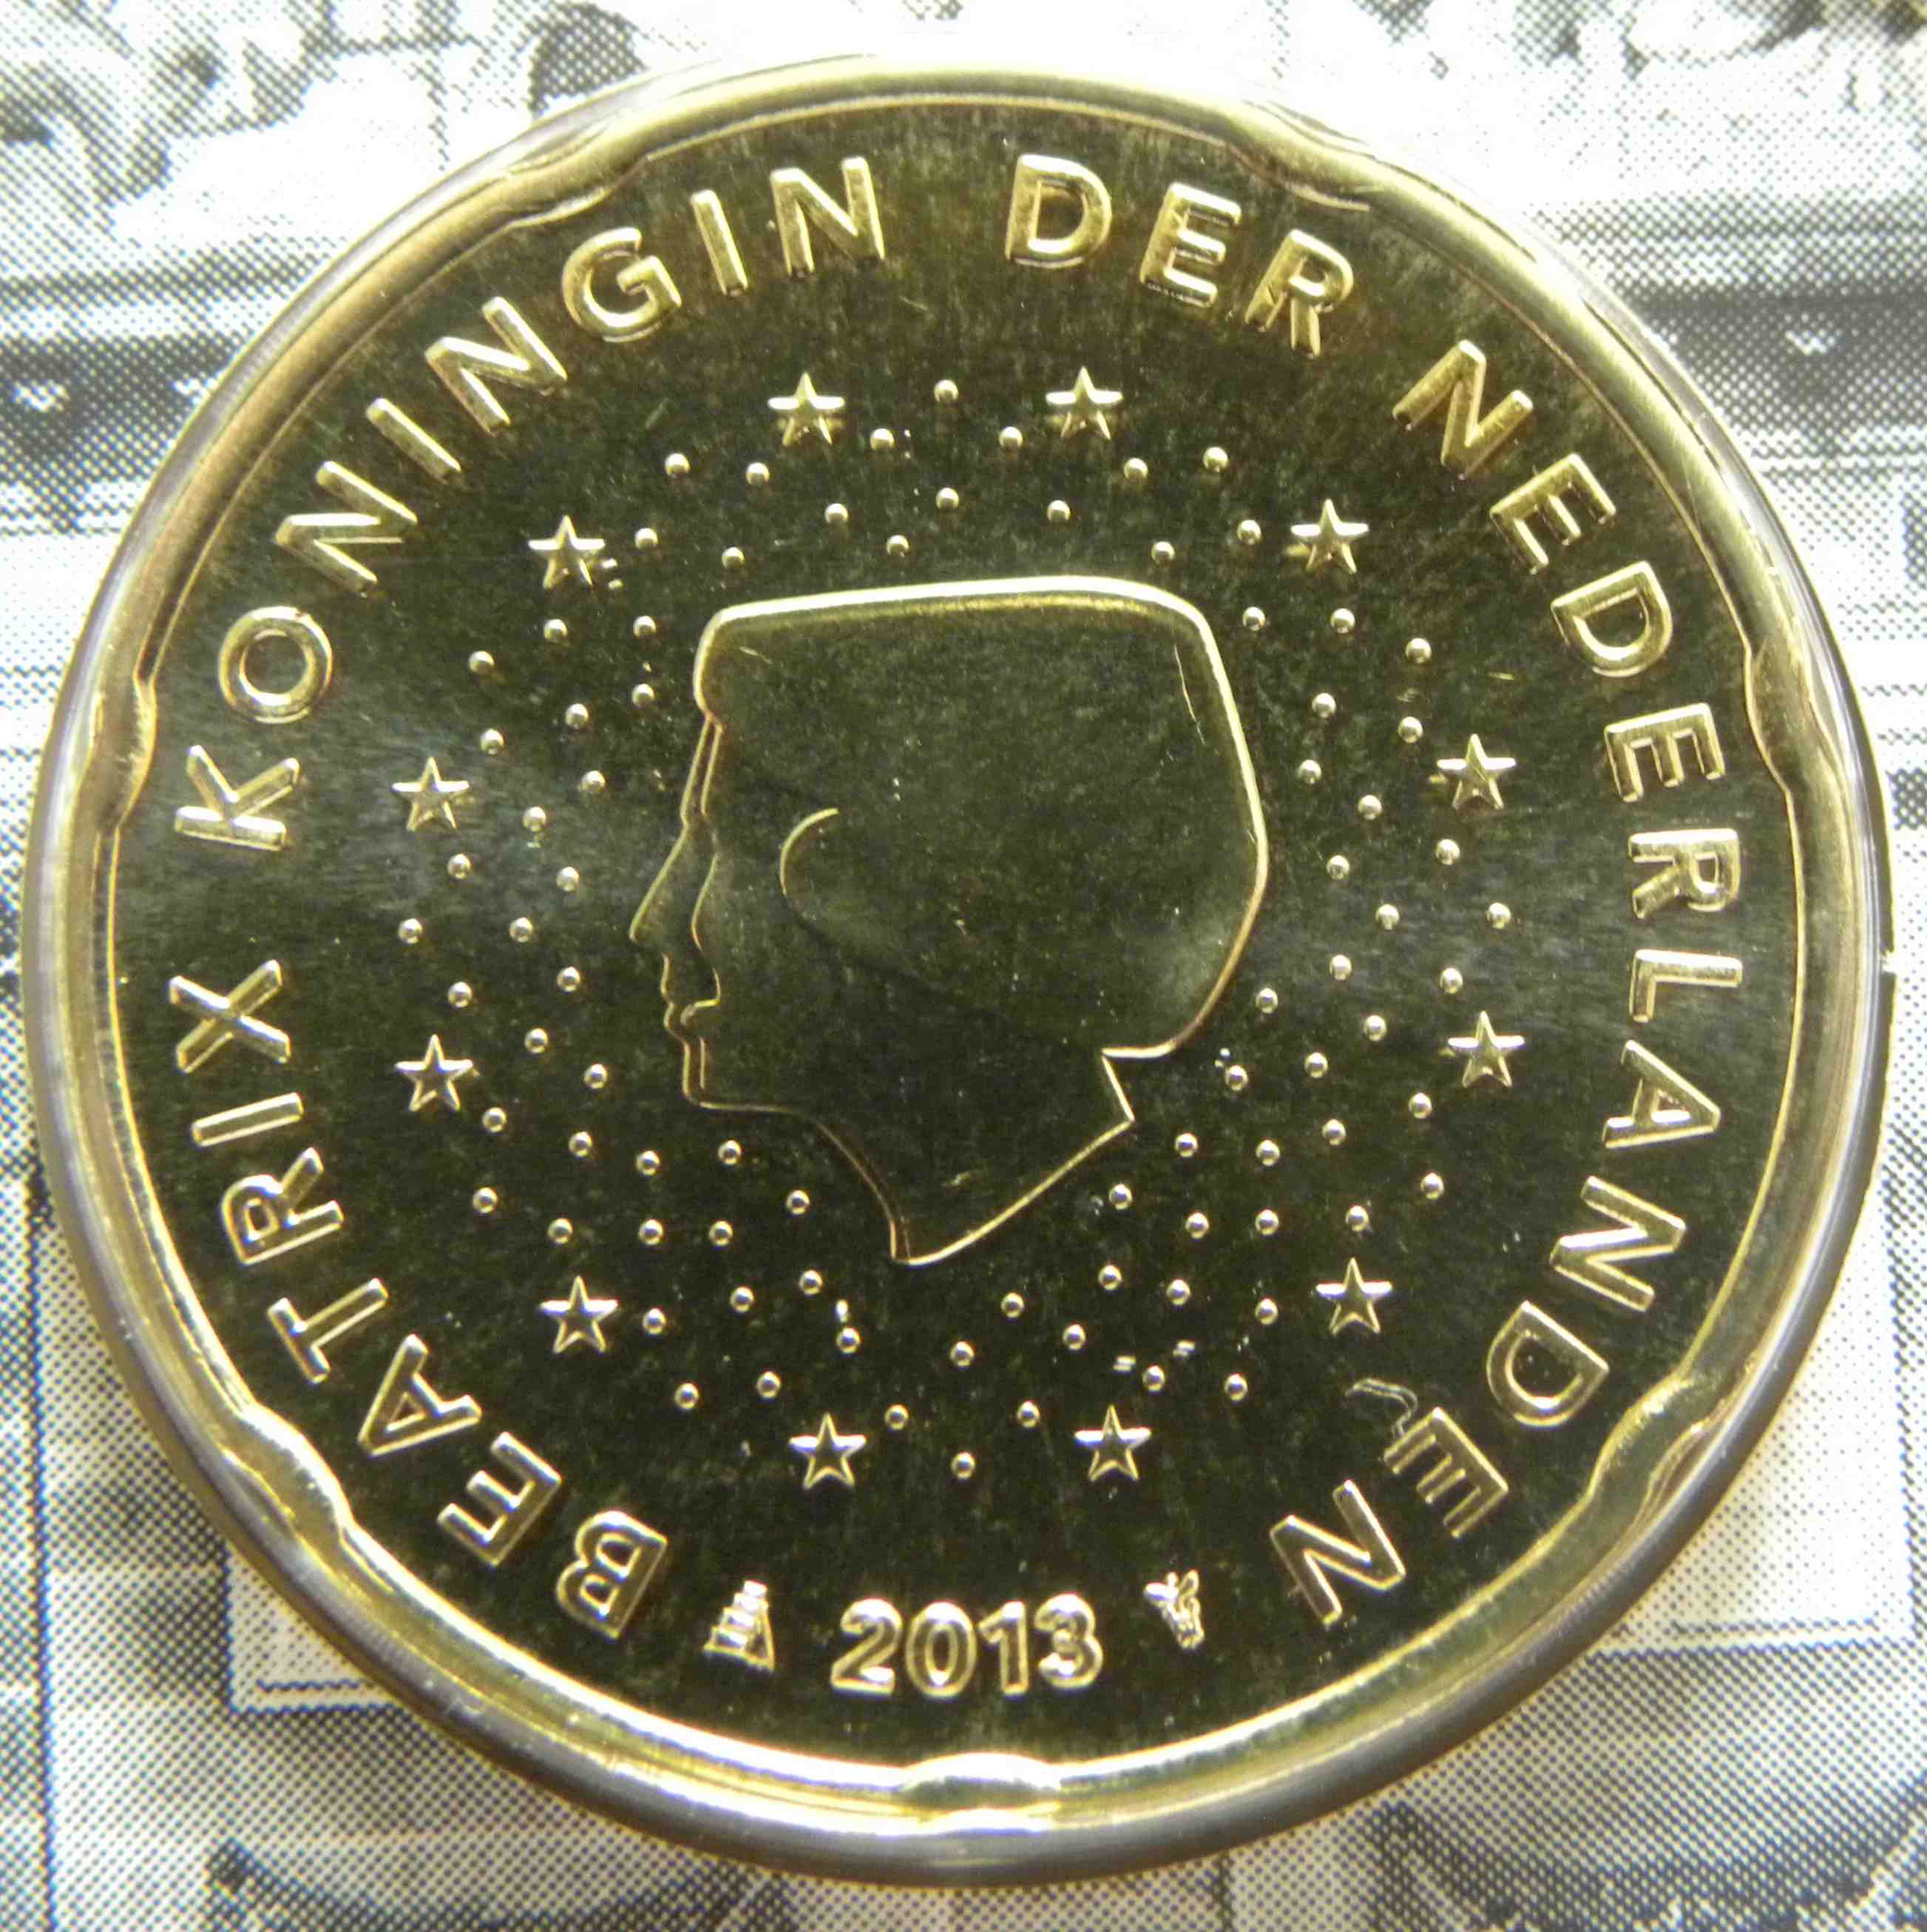 BEATRIX KONINGIN DER NEDERLANDEN
2013